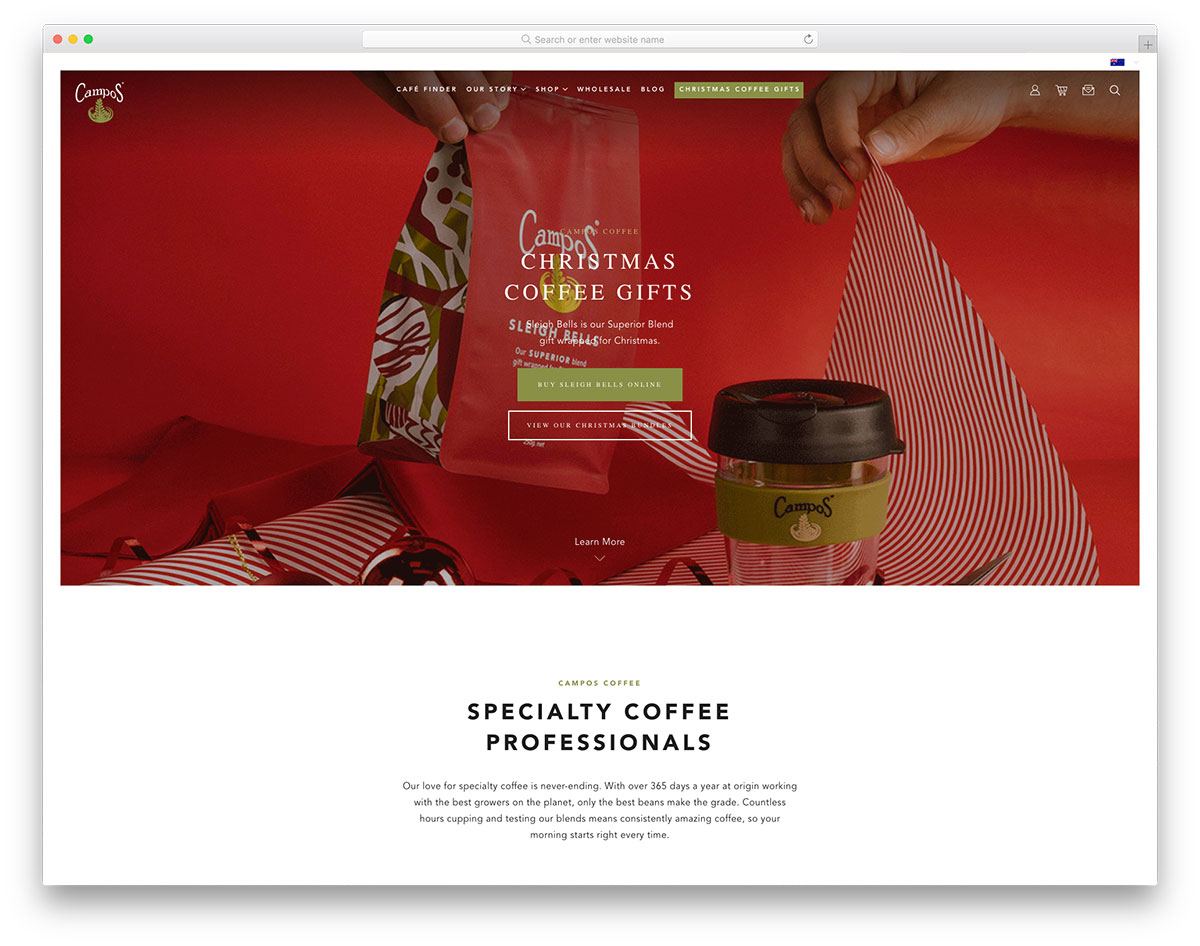 Search or enter website name
Campos
CAFÉ FINDER OUR STORY SHOP WHOLESALE BLOG CHRISTMAS COFFEE GIFTS
Campos
CAMPOS COFFEE
CHRISTMAS
COFFEE GIFTS
SLEIGH BELLS
Our SUPERIOR blend
gift wrapped for
Sleigh Bells is our Superior Blend
gift wrapped for Christmas.
BUY SLEIGH BELLS ONLINE
VIEW OUR CHRISTMAS BUNDLES
250g net
Campos
Learn More
CAMPOS COFFEE
SPECIALTY COFFEE
PROFESSIONALS
Our love for specialty coffee is never-ending. With over 365 days a year at origin working
with the best growers on the planet, only the best beans make the grade. Countless
hours cupping and testing our blends means consistently amazing coffee, so your
morning starts right every time.